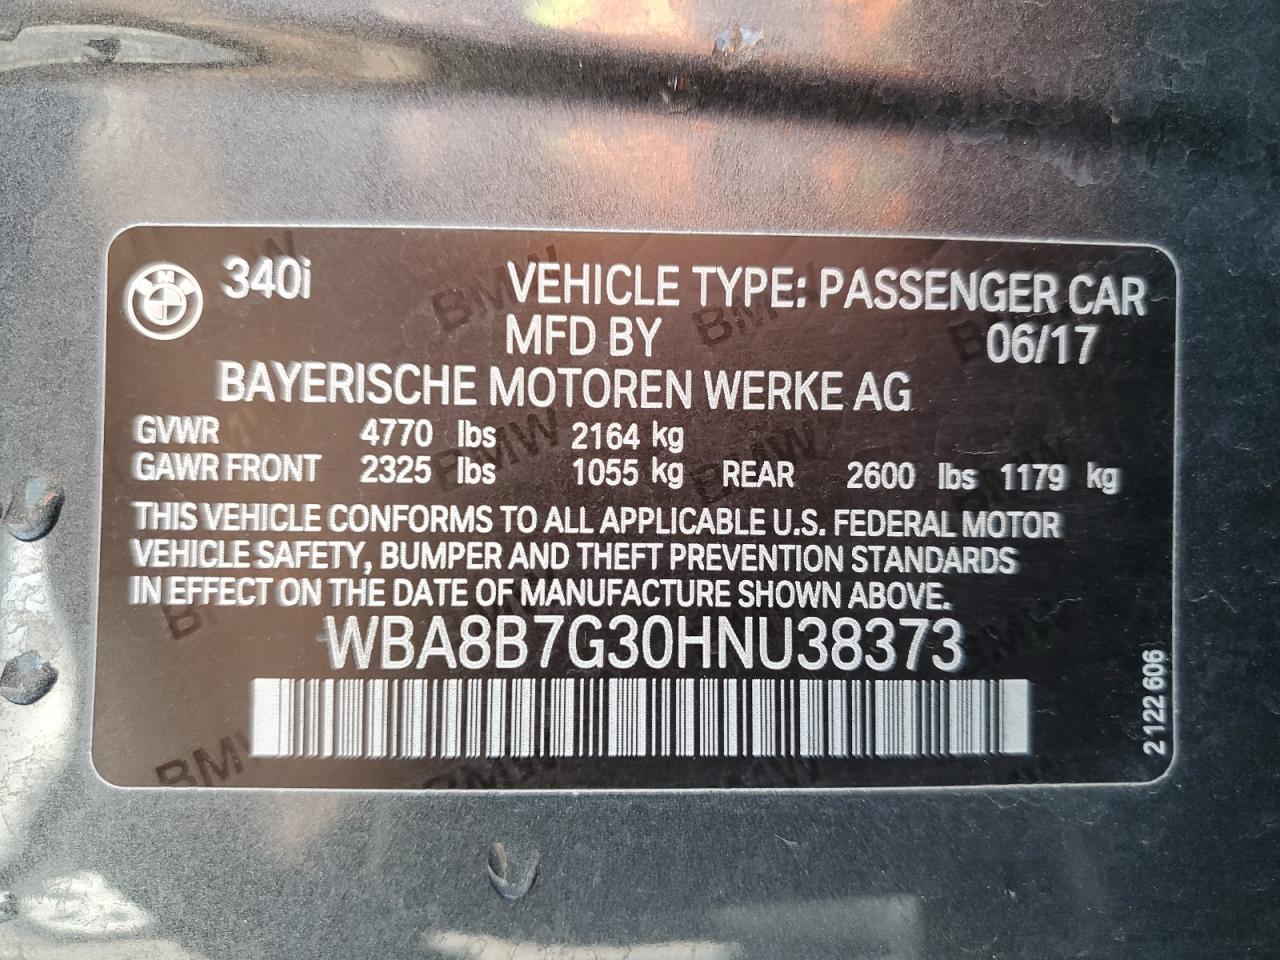 340i VEHICLE TYPE: PASSENGER CAR
MFD BY 06/17
BAYERISCHE MOTOREN WERKE AG
GVWR 4770 lbs 2164 kg
GAWR FRONT 2325 lbs 1055 kg REAR 2600 lbs 1179 kg
THIS VEHICLE CONFORMS TO ALL APPLICABLE U.S. FEDERAL MOTOR
VEHICLE SAFETY, BUMPER AND THEFT PREVENTION STANDARDS
IN EFFECT ON THE DATE OF MANUFACTURE SHOWN ABOVE.
WBA8B7G30HNU38373
2 122 606